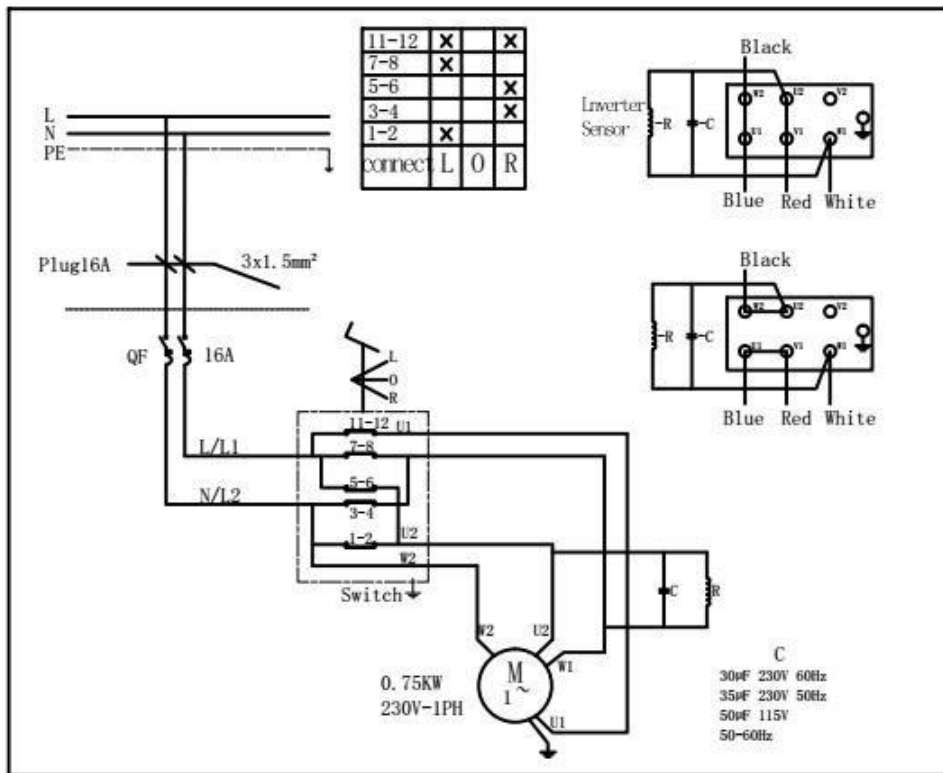 11-12 X X
7-8 X
5-6 X
3-4 X
1-2 X
connect L O R
L
N
PE
Plug16A
3x1.5mm²
QF
16A
L
O
R
11-12
U1
7-8
L/L1
5-6
N/L2
3-4
U2
1-2
W2
Switch
W2
U2
W1
M
1~
U1
0.75KW
230V-1PH
C
R
C
30μF 230V 60Hz
35μF 230V 50Hz
50μF 115V
50-60Hz
Black
Lnverter
Sensor
-R
-C
W2
U2
V2
U1
V1
W1
Blue Red White
Black
-R
-C
W2
U2
V2
U1
V1
W1
Blue Red White